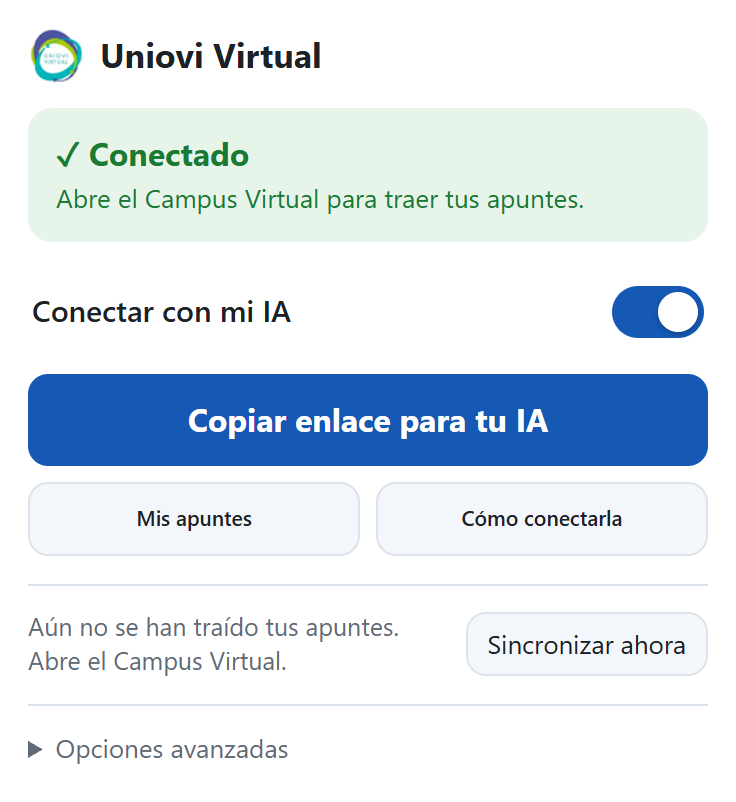 UNIOVI
VIRTUAL
Uniovi Virtual
✓ Conectado
Abre el Campus Virtual para traer tus apuntes.
Conectar con mi IA
Copiar enlace para tu IA
Mis apuntes
Cómo conectarla
Aún no se han traído tus apuntes.
Abre el Campus Virtual.
Sincronizar ahora
Opciones avanzadas